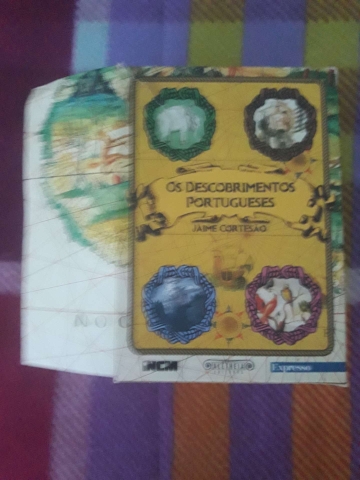 OS DESCOBRIMENTOS
PORTUGUESES
JAIME CORTESÃO
INCM
Expresso